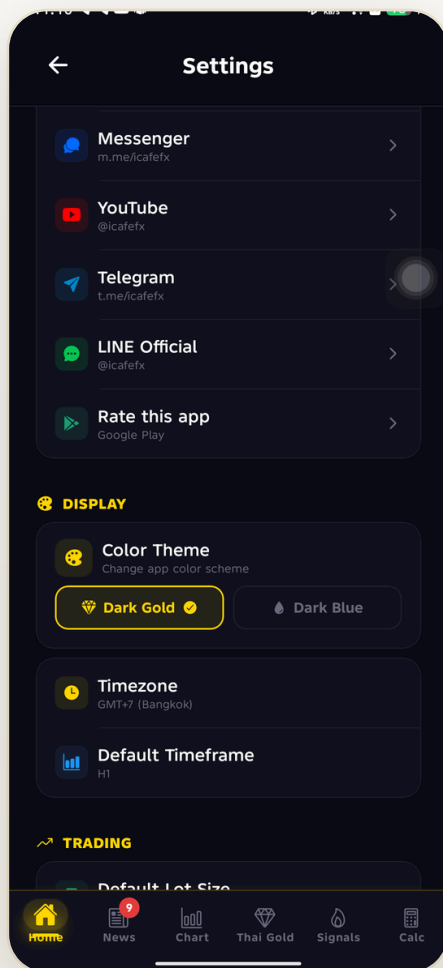 Settings
Messenger
m.me/icafefx
YouTube
@icafefx
Telegram
t.me/icafefx
LINE Official
@icafefx
Rate this app
Google Play
DISPLAY
Color Theme
Change app color scheme
Dark Gold
Dark Blue
Timezone
GMT+7 (Bangkok)
Default Timeframe
H1
TRADING
Default Lot Size
9
Home
News
Chart
Thai Gold
Signals
Calc